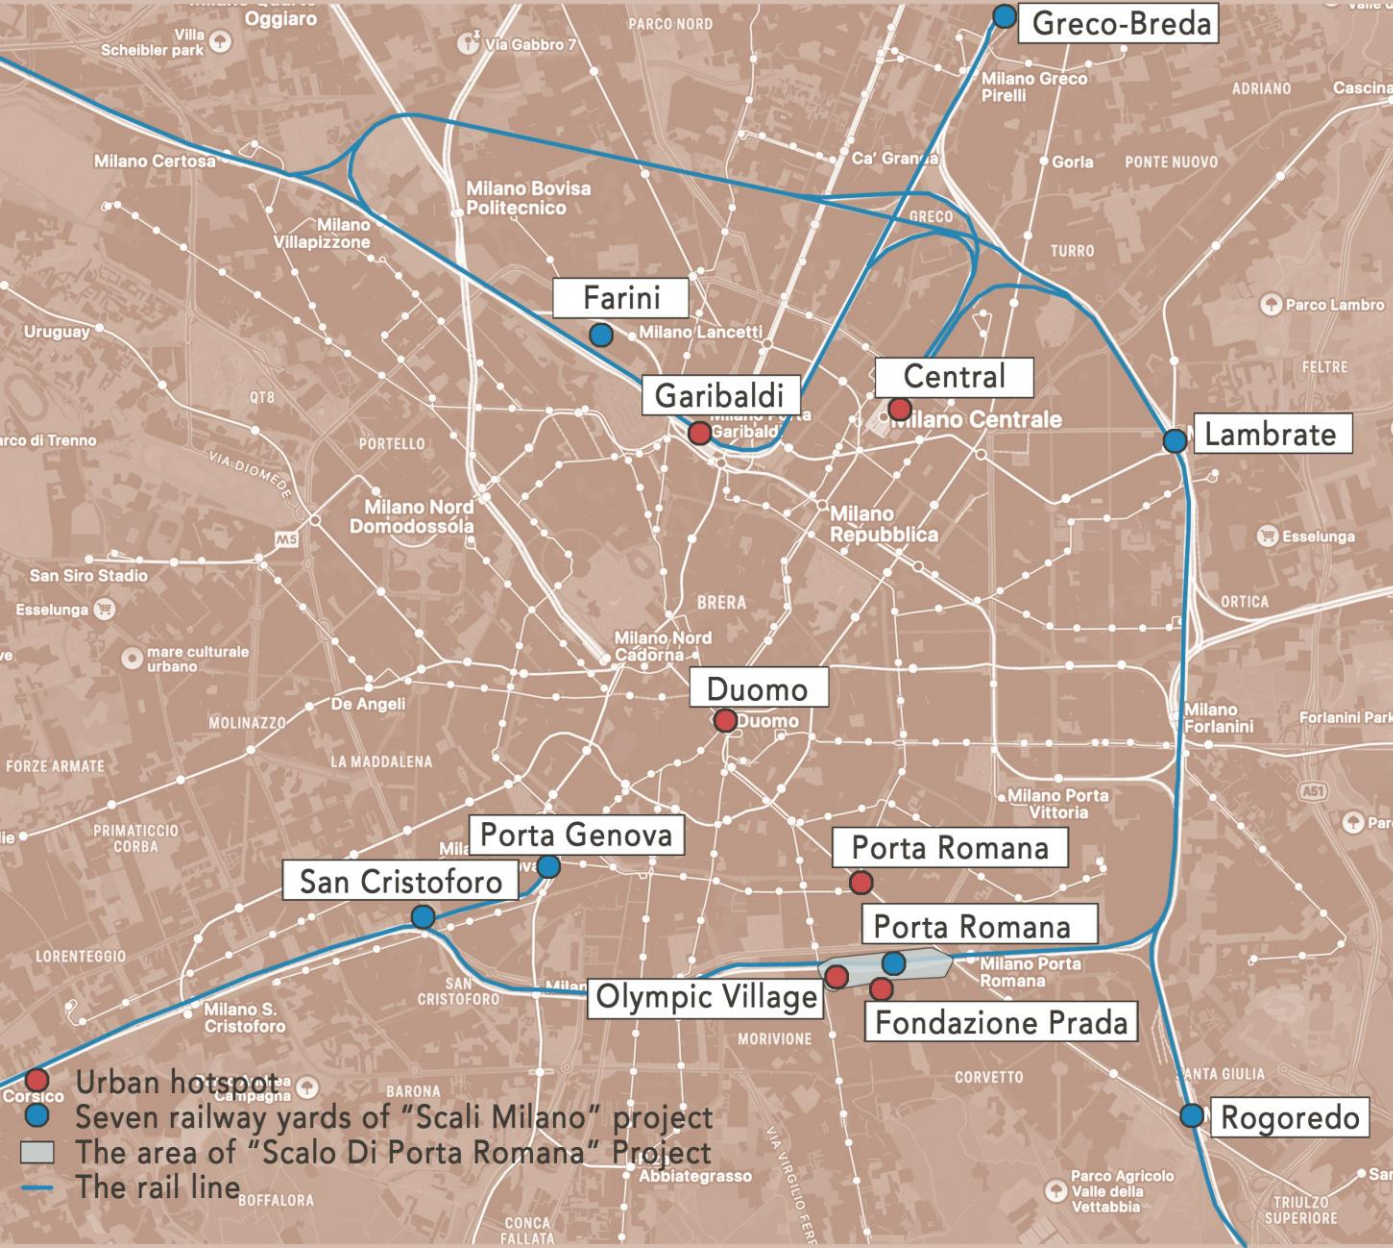 Oggiaro
Villa
Scheibler park
Via Gabbro 7
PARCO NORD
Greco-Breda
Milano Greco
Pirelli
ADRIANO
Cascina
Milano Certosa
Ca' Granda
Gorla
PONTE NUOVO
Milano Bovisa
Politecnico
Milano
Villapizzone
GRECO
TURRO
Farini
Parco Lambro
Uruguay
Milano Lancetti
FELTRE
Garibaldi
Central
QT8
Garibaldi
Milano Centrale
Lambrate
arco di Trenno
PORTELLO
VIA DIOMEDE
Milano Nord
Domodossola
Milano
Repubblica
M5
Esselunga
San Siro Stadio
Esselunga
BRERA
ORTICA
mare culturale
urbano
Milano Nord
Cadorna
Duomo
De Angeli
Duomo
Milano
Forlanini
Forlanini Park
MOLINAZZO
FORZE ARMATE
LA MADDALENA
A51
Milano Porta
Vittoria
PRIMATICCIO
CORBA
Porta Genova
Porta Romana
San Cristoforo
Porta Romana
LORENTEGGIO
Milano Porta
Romana
SAN
CRISTOFORO
Olympic Village
Milano S.
Cristoforo
Fondazione Prada
MORIVIONE
CORVETTO
ANTA GIULIA
Corsico
Campagna
BARONA
Urban hotspot
Seven railway yards of "Scali Milano" project
Rogoredo
The area of "Scalo Di Porta Romana" Project
Abbiategrasso
VIA VIRGILIO FERR
Parco Agricolo
Valle della
Vettabbia
The rail line
BOFFALORA
TRIULZO
SUPERIORE
CONCA
FALLATA